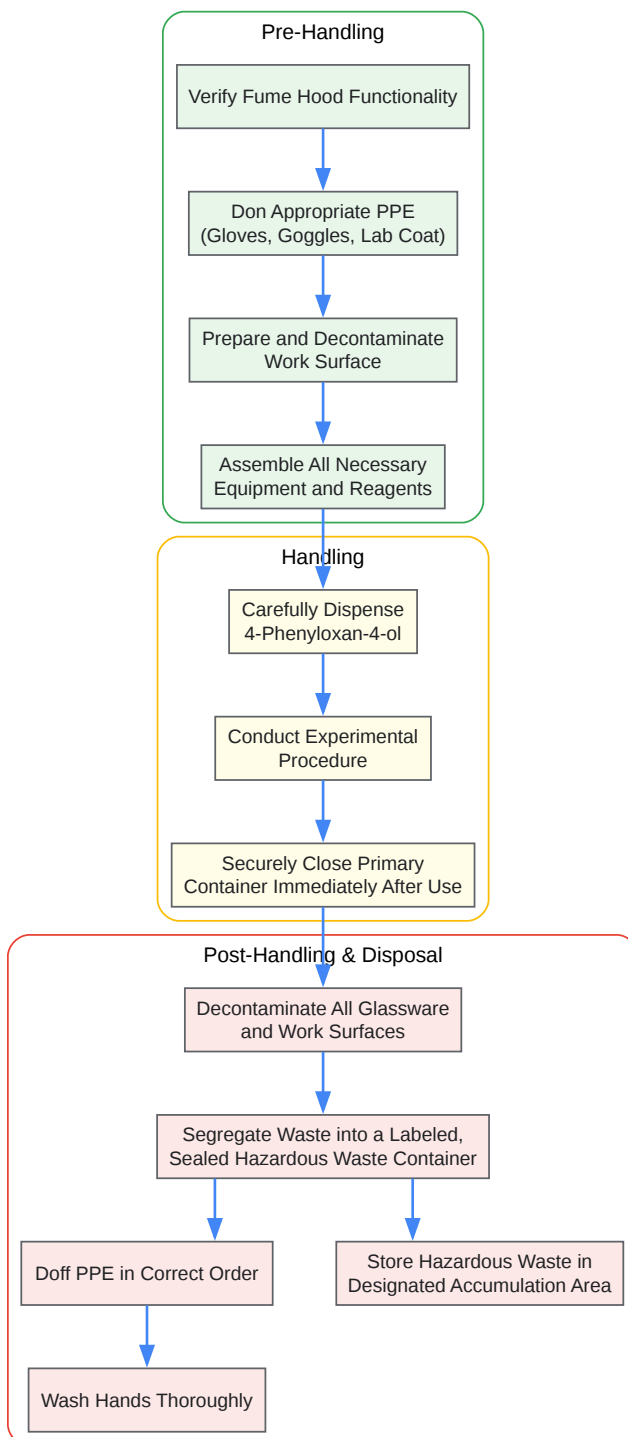 Pre-Handling
Verify Fume Hood Functionality
Don Appropriate PPE
(Gloves, Goggles, Lab Coat)
Prepare and Decontaminate
Work Surface
Assemble All Necessary
Equipment and Reagents
Handling
Carefully Dispense
4-Phenyloxan-4-ol
Conduct Experimental
Procedure
Securely Close Primary
Container Immediately After Use
Post-Handling & Disposal
Decontaminate All Glassware
and Work Surfaces
Segregate Waste into a Labeled,
Sealed Hazardous Waste Container
Doff PPE in Correct Order
Store Hazardous Waste in
Designated Accumulation Area
Wash Hands Thoroughly